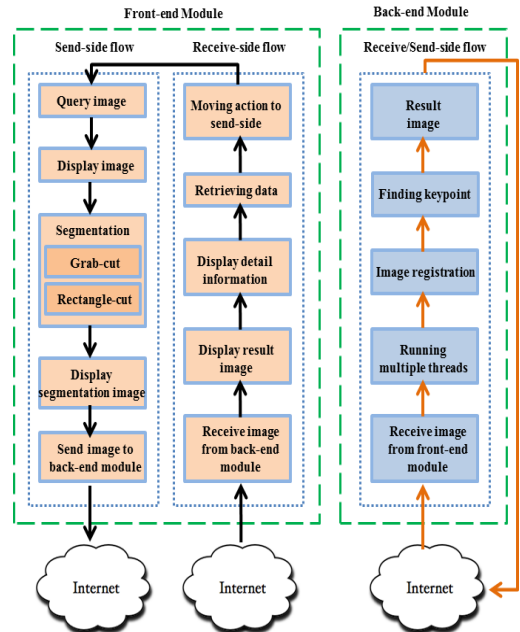 Front-end Module
Back-end Module
Send-side flow
Receive-side flow
Receive/Send-side flow
Query image
Display image
Segmentation
Grab-cut
Rectangle-cut
Display
segmentation image
Send image to
back-end module
Internet
Moving action to
send-side
Retrieving data
Display detail
information
Display result
image
Receive image
from back-end
module
Internet
Result
image
Finding keypoint
Image registration
Running
multiple threads
Receive image
from front-end
module
Internet